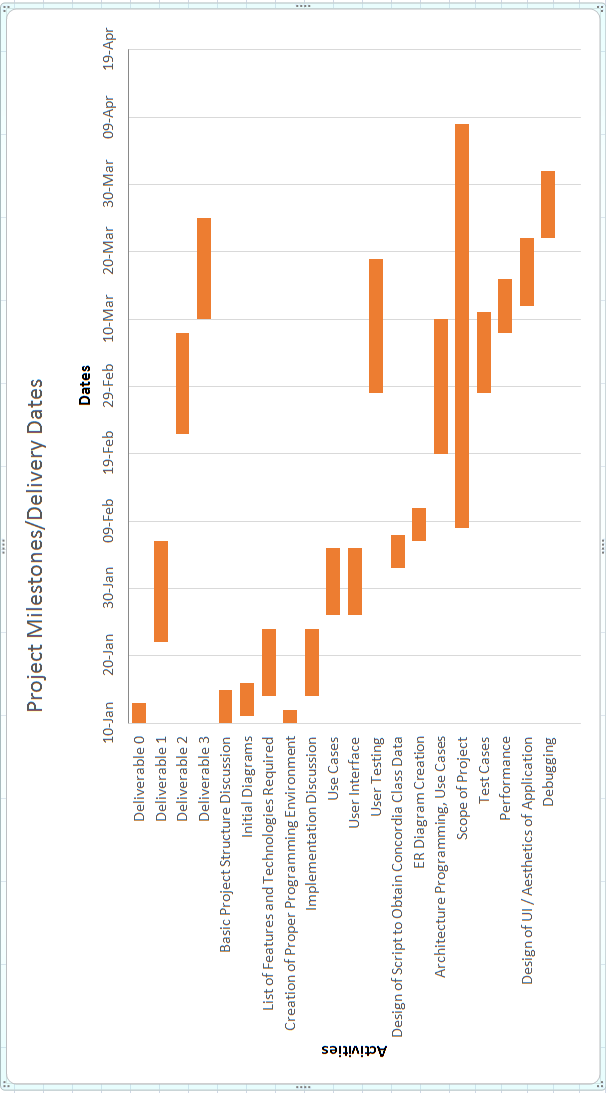 Project Milestones/Delivery Dates
Dates
10-Jan
20-Jan
30-Jan
09-Feb
19-Feb
29-Feb
10-Mar
20-Mar
30-Mar
09-Apr
19-Apr
Deliverable 0
Deliverable 1
Deliverable 2
Deliverable 3
Basic Project Structure Discussion
Initial Diagrams
List of Features and Technologies Required
Creation of Proper Programming Environment
Implementation Discussion
Use Cases
User Interface
User Testing
Design of Script to Obtain Concordia Class Data
ER Diagram Creation
Architecture Programming, Use Cases
Scope of Project
Test Cases
Performance
Design of UI / Aesthetics of Application
Debugging
Activities